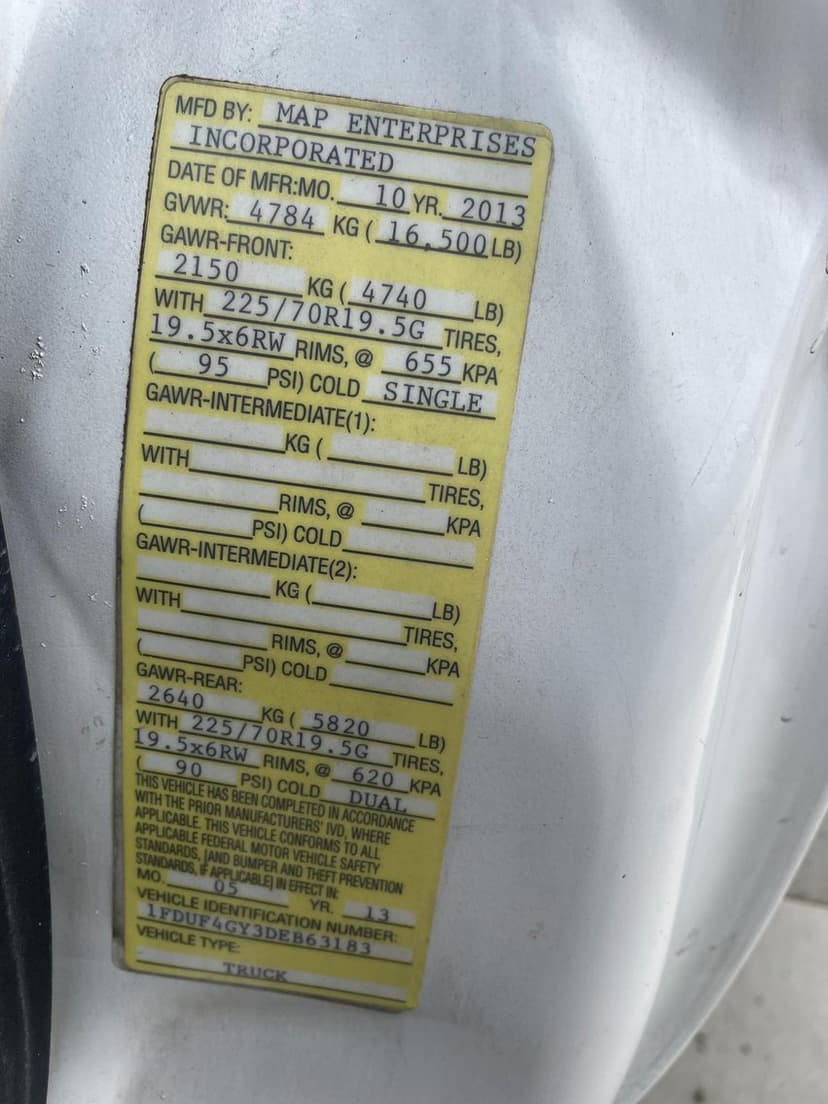 MFD BY: MAP ENTERPRISES
INCORPORATED
DATE OF MFR:MO. 10 YR. 2013
GVWR: 4784 KG ( 16,500 LB)
GAWR-FRONT:
2150 KG ( 4740 LB)
WITH 225/70R19.5G TIRES,
19.5x6RW RIMS, @ 655 KPA
( 95 PSI) COLD SINGLE
GAWR-INTERMEDIATE(1):
KG ( LB)
WITH TIRES,
RIMS, @ KPA
( PSI) COLD
GAWR-INTERMEDIATE(2):
KG ( LB)
WITH TIRES,
RIMS, @ KPA
( PSI) COLD
GAWR-REAR:
2640 KG ( 5820 LB)
WITH 225/70R19.5G TIRES,
19.5x6RW RIMS, @ 620 KPA
( 90 PSI) COLD DUAL
THIS VEHICLE HAS BEEN COMPLETED IN ACCORDANCE
WITH THE PRIOR MANUFACTURERS' IVD, WHERE
APPLICABLE. THIS VEHICLE CONFORMS TO ALL
APPLICABLE FEDERAL MOTOR VEHICLE SAFETY
STANDARDS, [AND BUMPER AND THEFT PREVENTION
STANDARDS, IF APPLICABLE] IN EFFECT IN:
MO. 05 YR. 13
VEHICLE IDENTIFICATION NUMBER:
1FDUF4GY3DEB63183
VEHICLE TYPE:
TRUCK